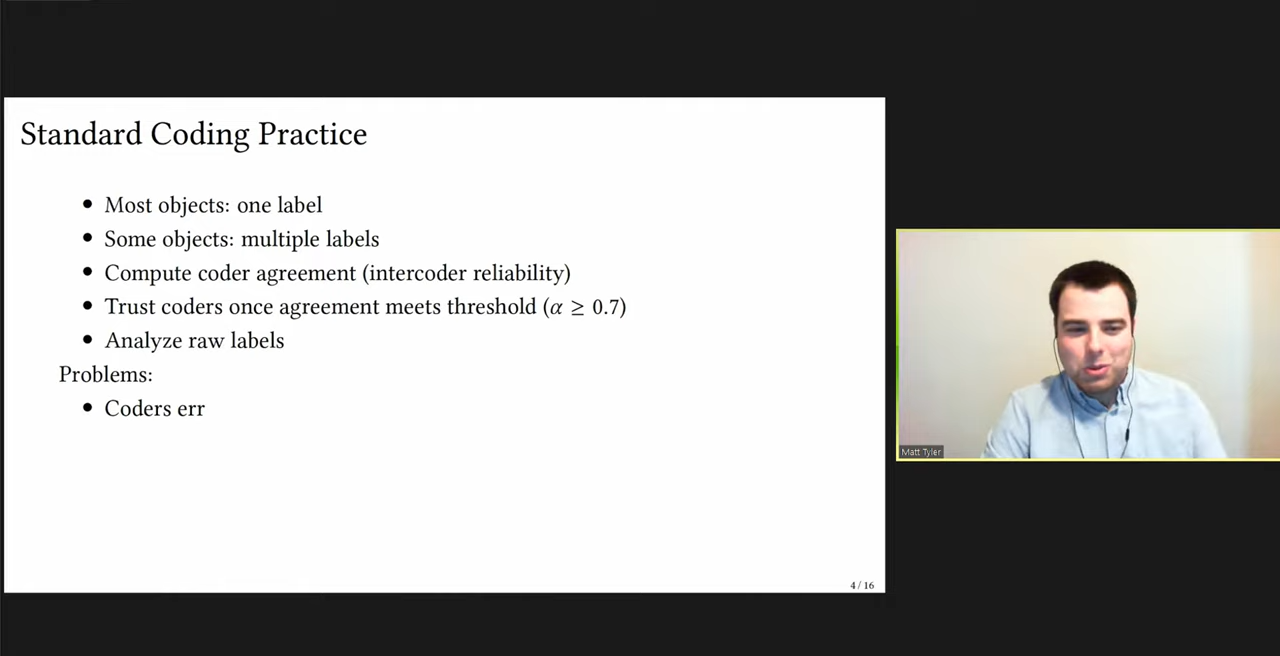 Standard Coding Practice
• Most objects: one label
• Some objects: multiple labels
• Compute coder agreement (intercoder reliability)
• Trust coders once agreement meets threshold (α ≥ 0.7)
• Analyze raw labels
Problems:
• Coders err
4 / 16
Matt Tyler